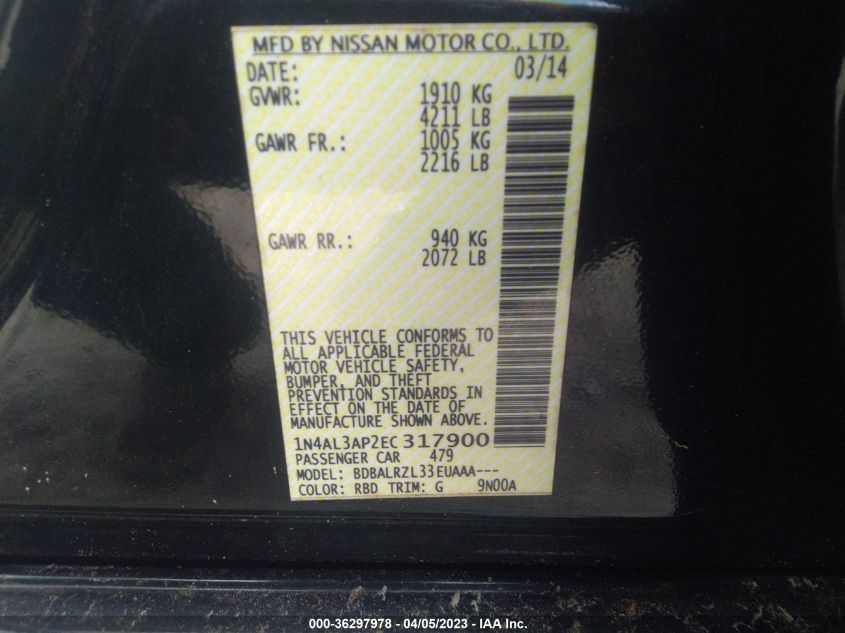 MFD BY NISSAN MOTOR CO., LTD.
DATE: 03/14
GVWR: 1910 KG
4211 LB
GAWR FR.: 1005 KG
2216 LB
GAWR RR.: 940 KG
2072 LB
THIS VEHICLE CONFORMS TO
ALL APPLICABLE FEDERAL
MOTOR VEHICLE SAFETY,
BUMPER, AND THEFT
PREVENTION STANDARDS IN
EFFECT ON THE DATE OF
MANUFACTURE SHOWN ABOVE.
1N4AL3AP2EC317900
PASSENGER CAR 479
MODEL: BDBALRZL33EUAAA---
COLOR: RBD TRIM: G 9N00A
000-36297978 - 04/05/2023 - IAA Inc.